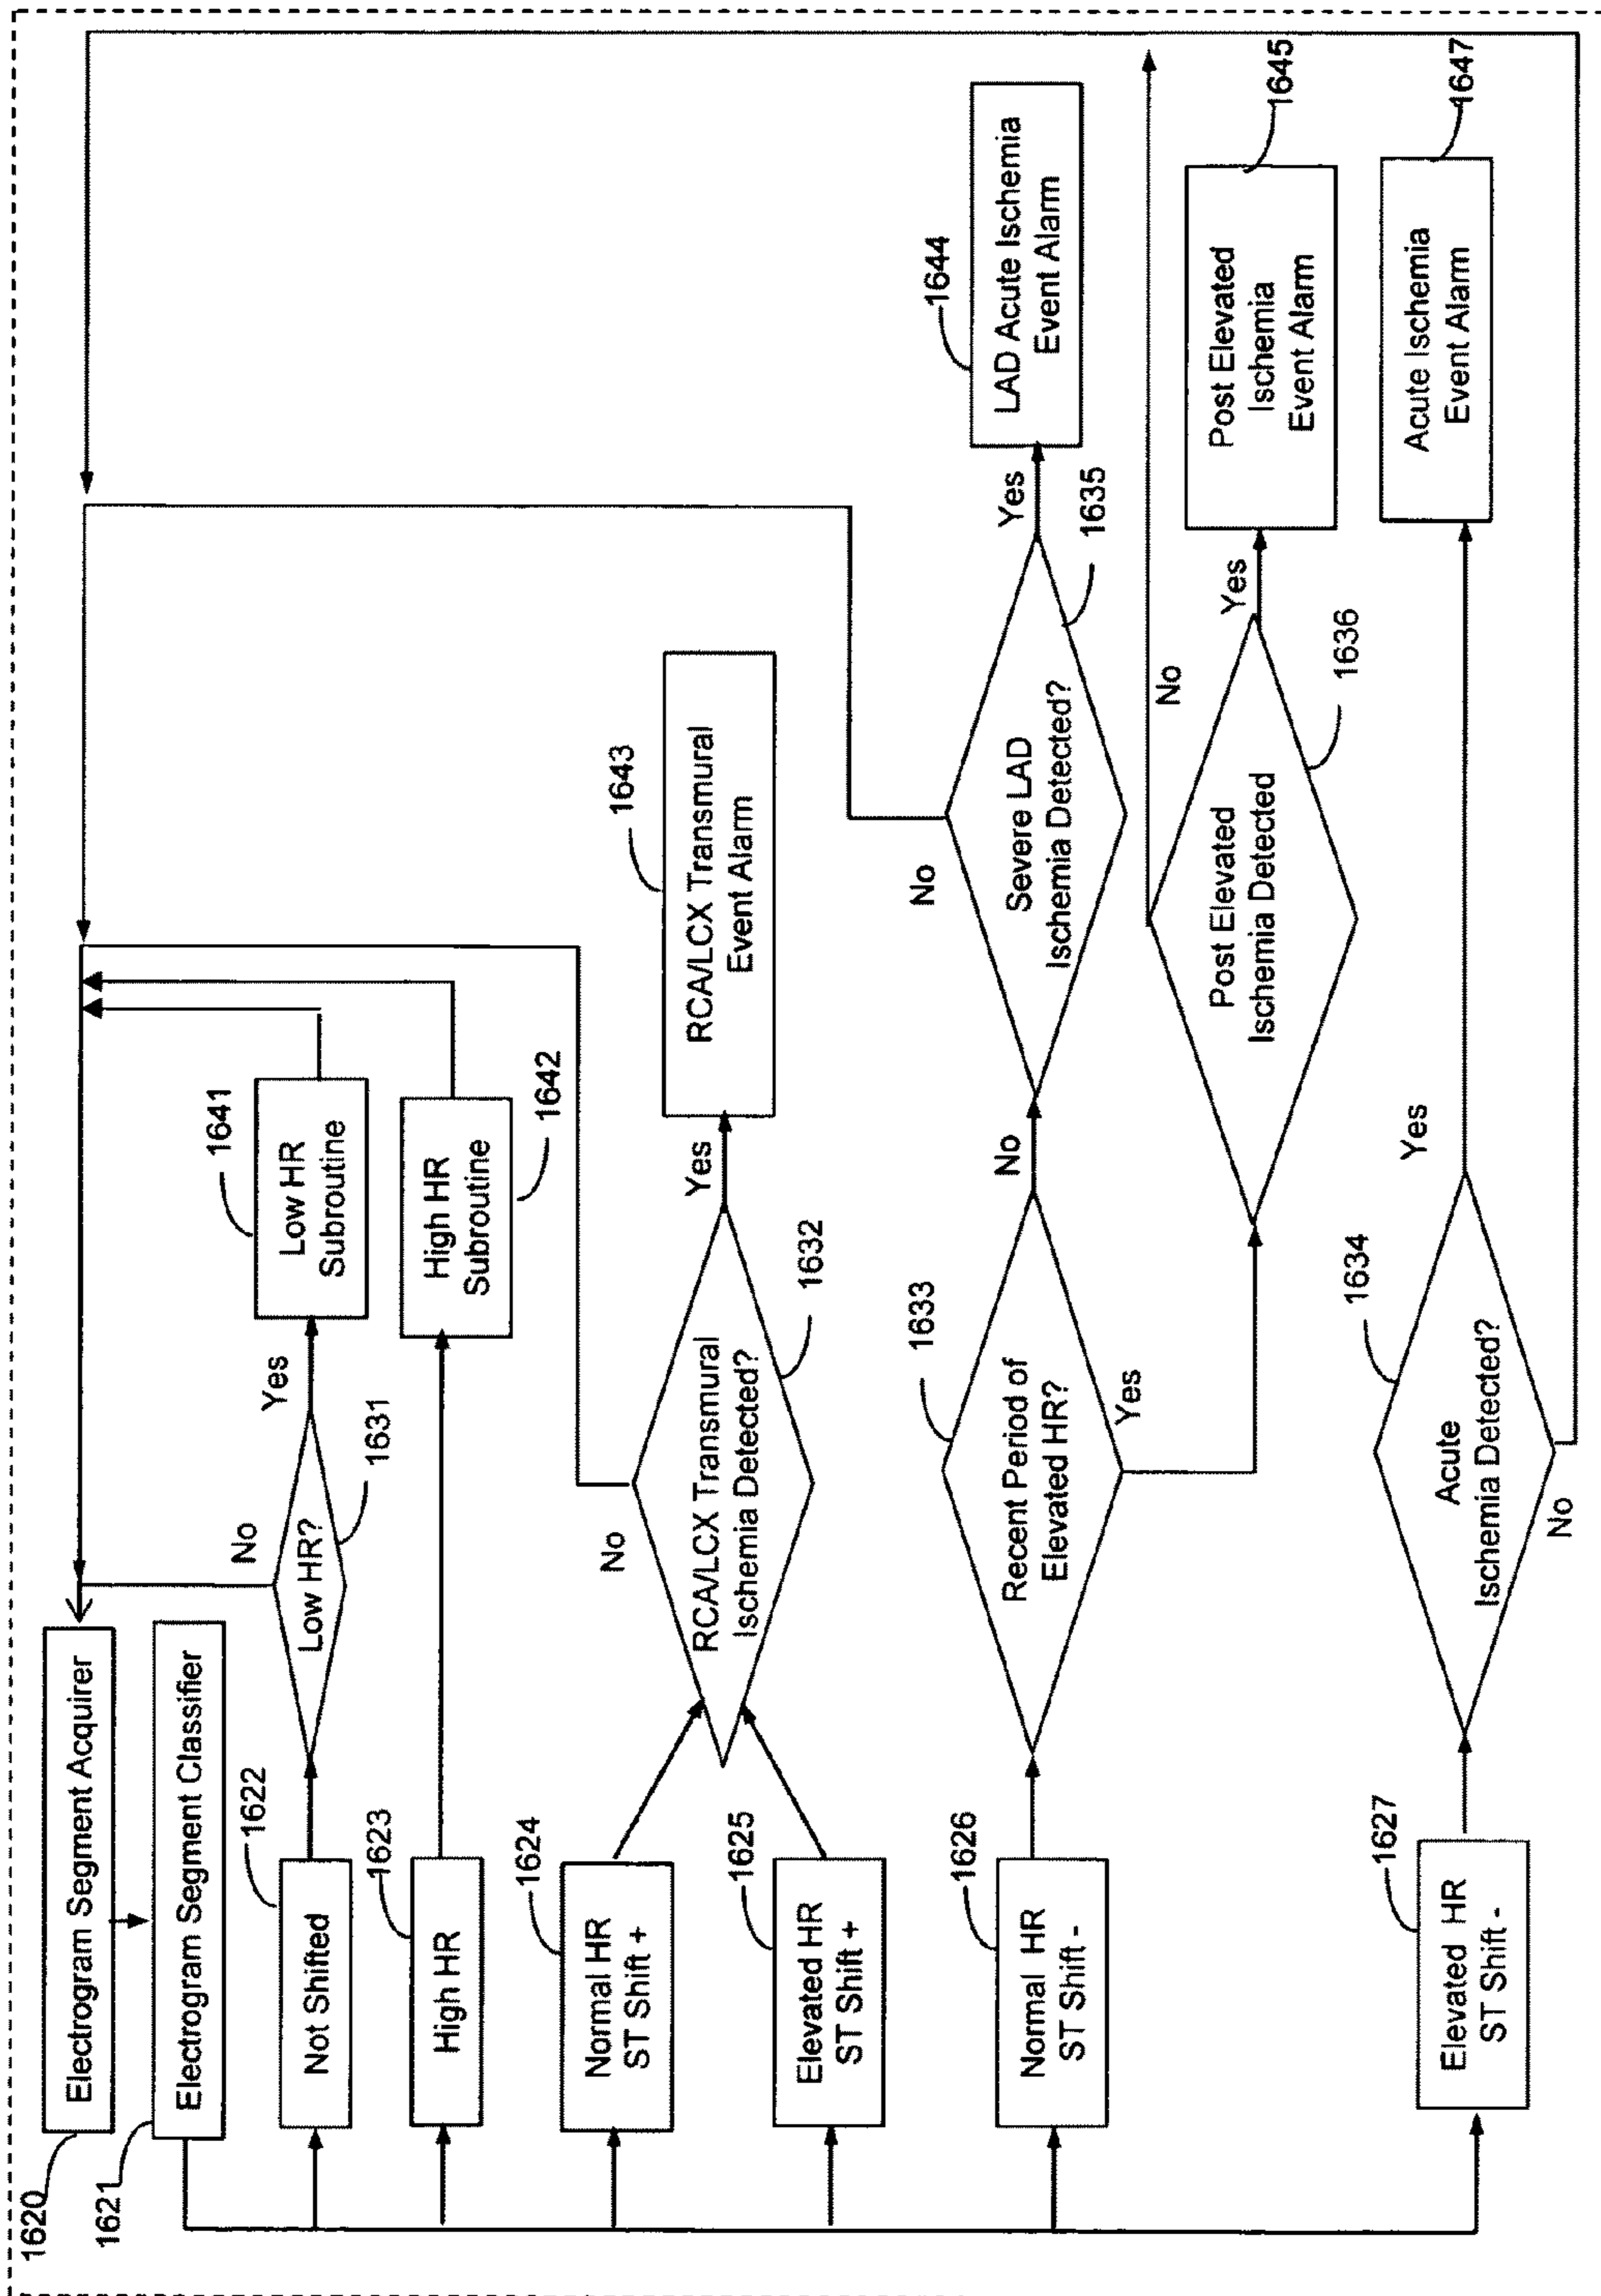 1620
Electrogram Segment Acquirer
1621
Electrogram Segment Classifier
1622
Not Shifted
Low HR?
1631
No
Yes
1641
Low HR
Subroutine
1623
High HR
High HR
Subroutine
1642
1624
Normal HR
ST Shift +
1625
Elevated HR
ST Shift +
RCA/LCX Transmural
Ischemia Detected?
1632
No
Yes
1643
RCA/LCX Transmural
Event Alarm
1626
Normal HR
ST Shift -
1633
Recent Period of
Elevated HR?
No
Yes
Severe LAD
Ischemia Detected?
1635
No
Yes
1644
LAD Acute Ischemia
Event Alarm
Post Elevated
Ischemia Detected
1636
No
Yes
Post Elevated
Ischemia
Event Alarm
1645
1627
Elevated HR
ST Shift -
1634
Acute
Ischemia Detected?
No
Yes
Acute Ischemia
Event Alarm
1647